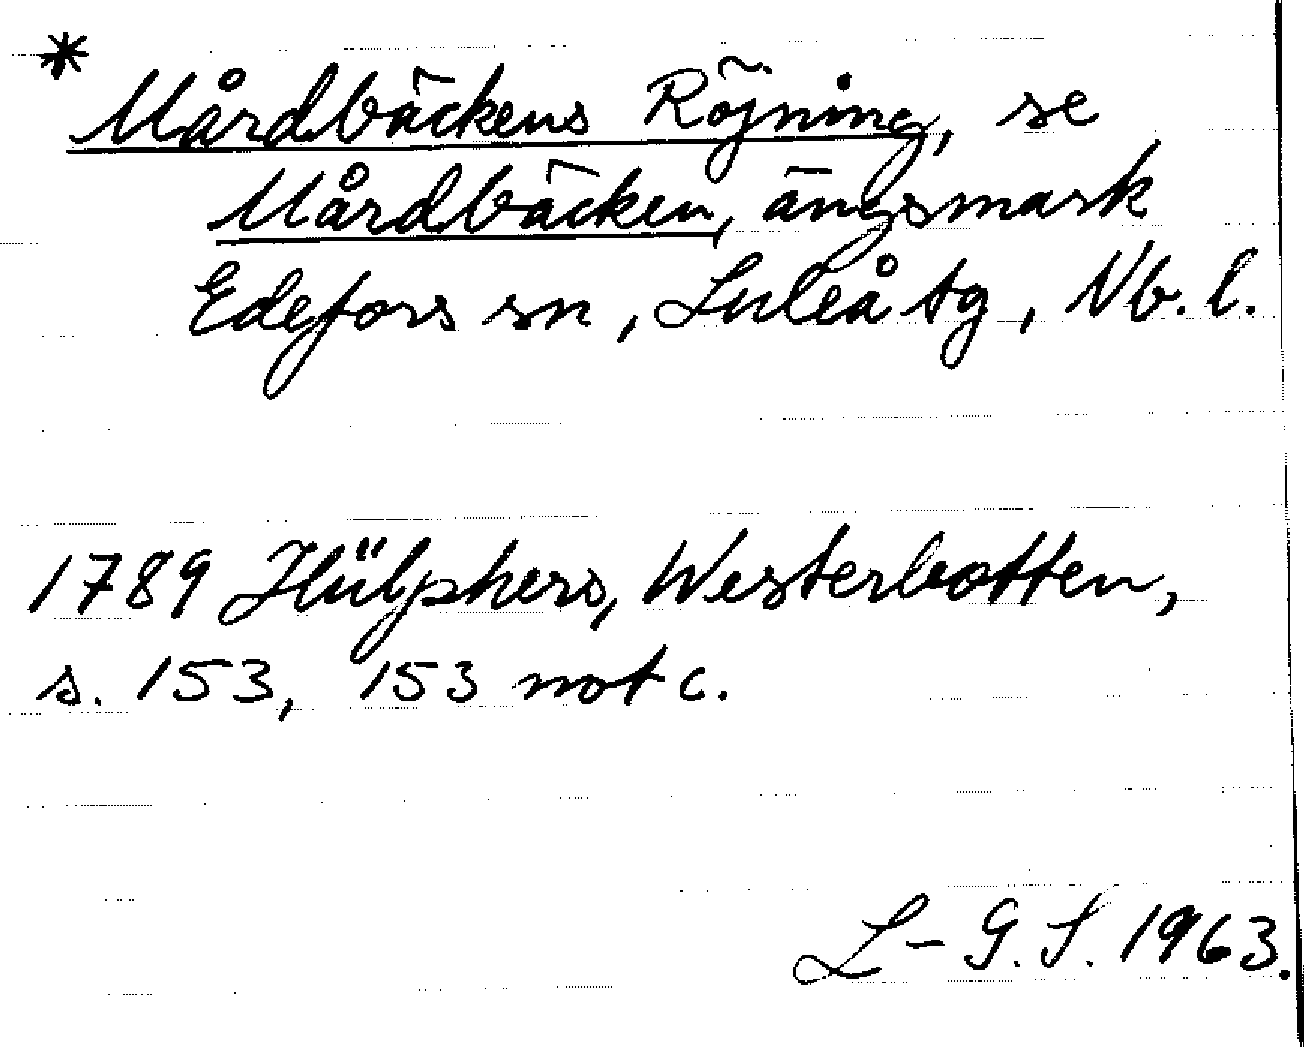 * Mårdbäckens Röjning, se
Mårdbäcken, ängsmark
Edefors sn, Luleå tg, Nb. l.
1789 Hülphers, Westerbotten,
s. 153, 153 not c.
L-G. S. 1963.